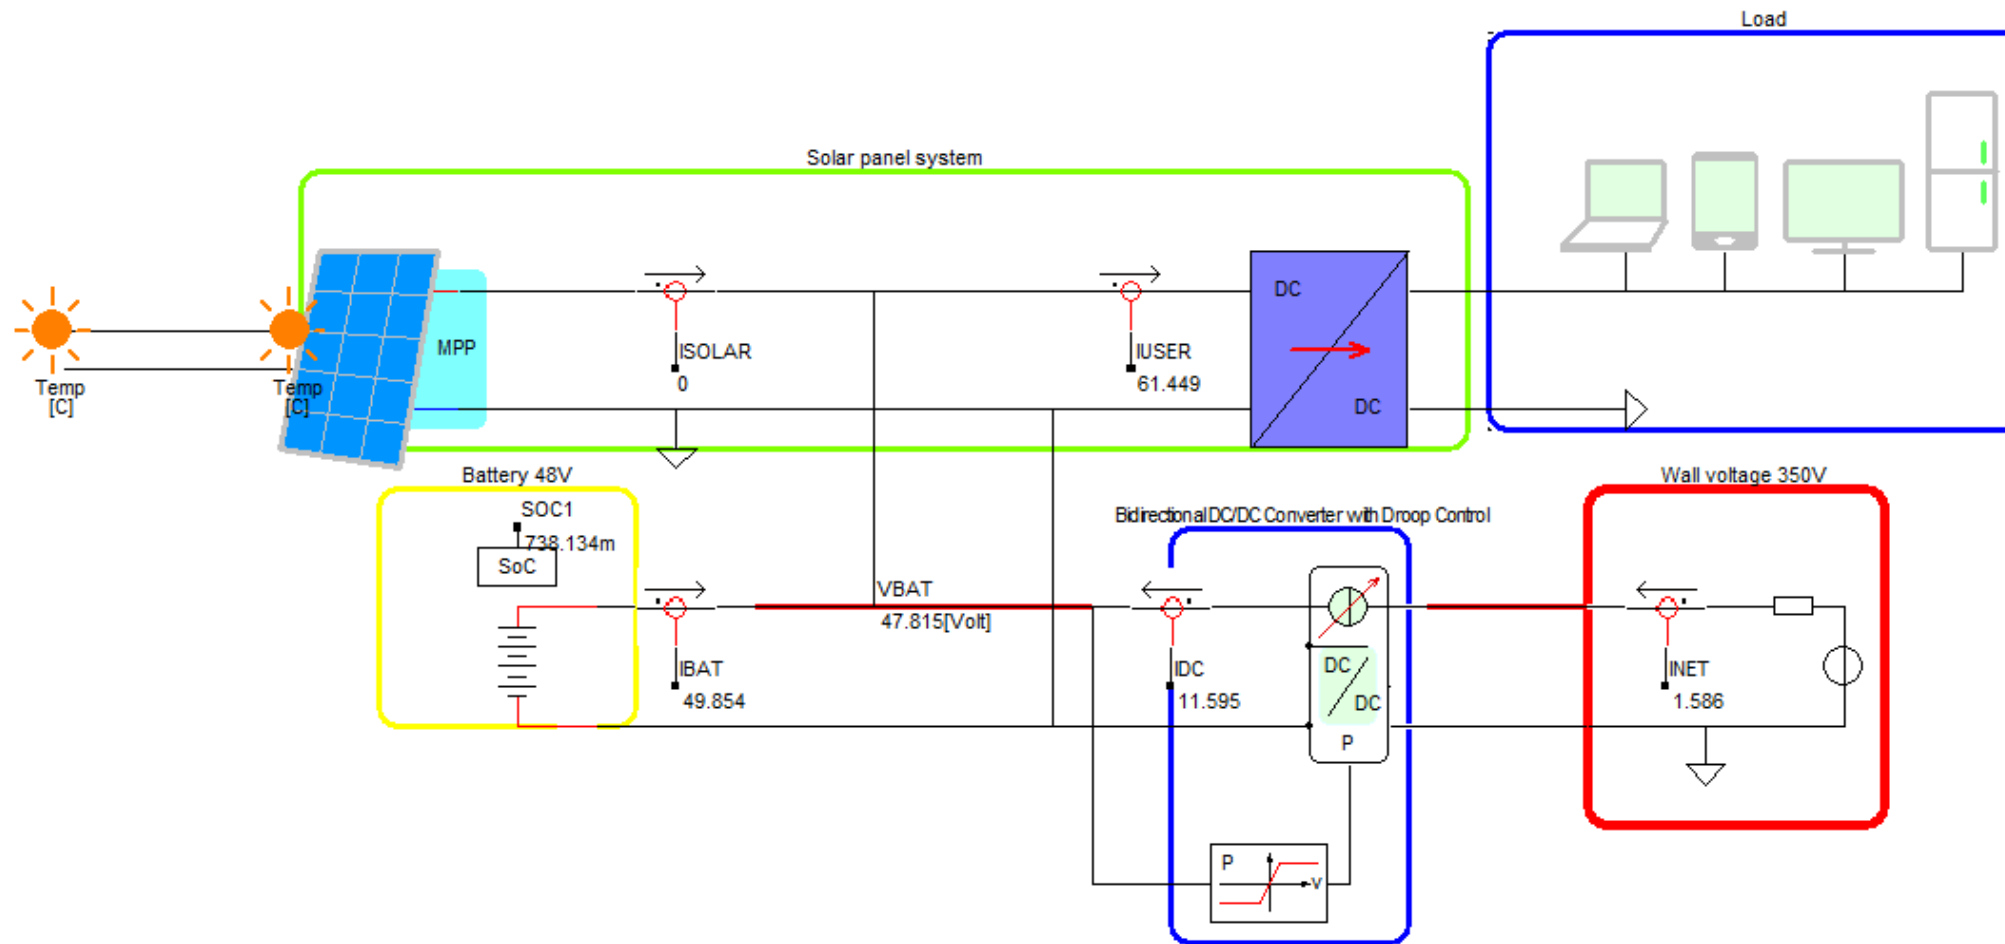 Load
Solar panel system
DC
MPP
ISOLAR
0
IUSER
61.449
DC
Temp
[C]
Temp
[C]
Battery 48V
SOC1
738.134m
SoC
Wall voltage 350V
Bidirectional DC/DC Converter with Droop Control
VBAT
47.815[Volt]
IBAT
49.854
IDC
11.595
DC
DC
P
INET
1.586
P
V